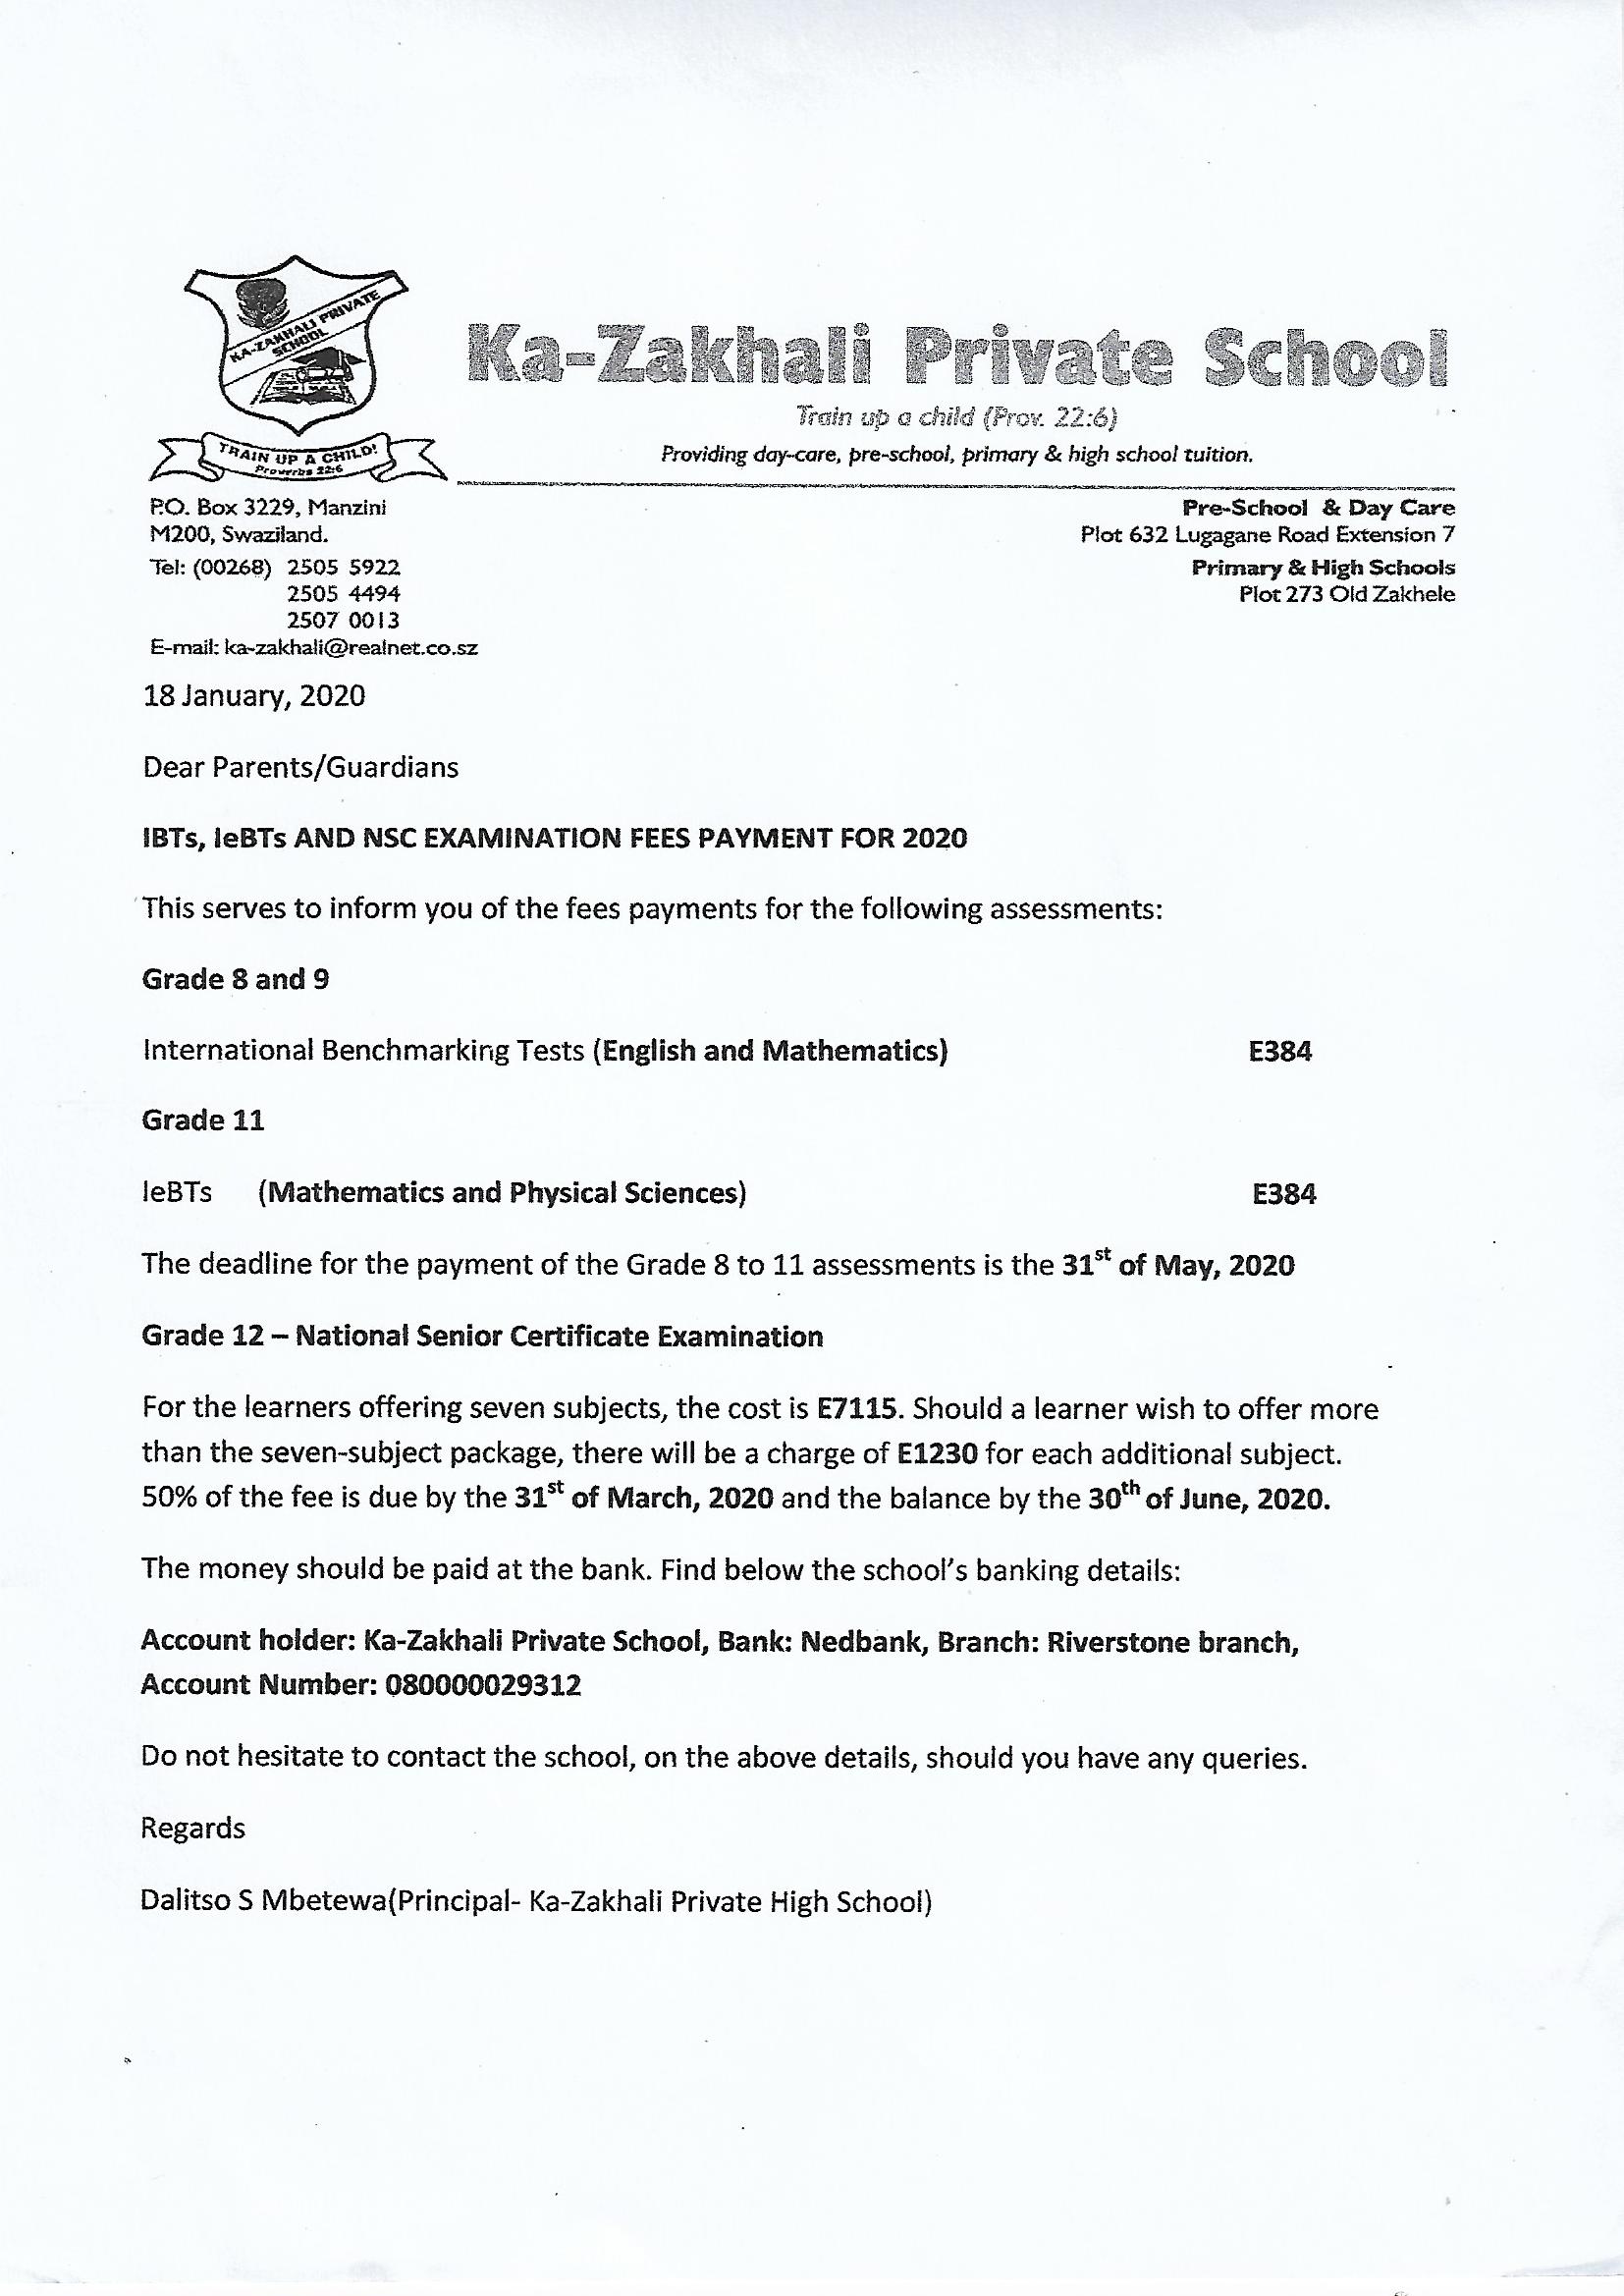 KA-ZAKHALI PRIVATE
SCHOOL
TRAIN UP A CHILD!
Proverbs 22:6
Ka-Zakhali Private School
Train up a child (Prov. 22:6)
Providing day-care, pre-school, primary & high school tuition.
P.O. Box 3229, Manzini
M200, Swaziland.
Tel: (00268) 2505 5922
2505 4494
2507 0013
E-mail: ka-zakhali@realnet.co.sz
Pre-School & Day Care
Plot 632 Lugagane Road Extension 7
Primary & High Schools
Plot 273 Old Zakhele
18 January, 2020
Dear Parents/Guardians
IBTs, IeBTs AND NSC EXAMINATION FEES PAYMENT FOR 2020
This serves to inform you of the fees payments for the following assessments:
Grade 8 and 9
International Benchmarking Tests (English and Mathematics) E384
Grade 11
IeBTs (Mathematics and Physical Sciences) E384
The deadline for the payment of the Grade 8 to 11 assessments is the 31st of May, 2020
Grade 12 – National Senior Certificate Examination
For the learners offering seven subjects, the cost is E7115. Should a learner wish to offer more
than the seven-subject package, there will be a charge of E1230 for each additional subject.
50% of the fee is due by the 31st of March, 2020 and the balance by the 30th of June, 2020.
The money should be paid at the bank. Find below the school's banking details:
Account holder: Ka-Zakhali Private School, Bank: Nedbank, Branch: Riverstone branch,
Account Number: 080000029312
Do not hesitate to contact the school, on the above details, should you have any queries.
Regards
Dalitso S Mbetewa(Principal- Ka-Zakhali Private High School)